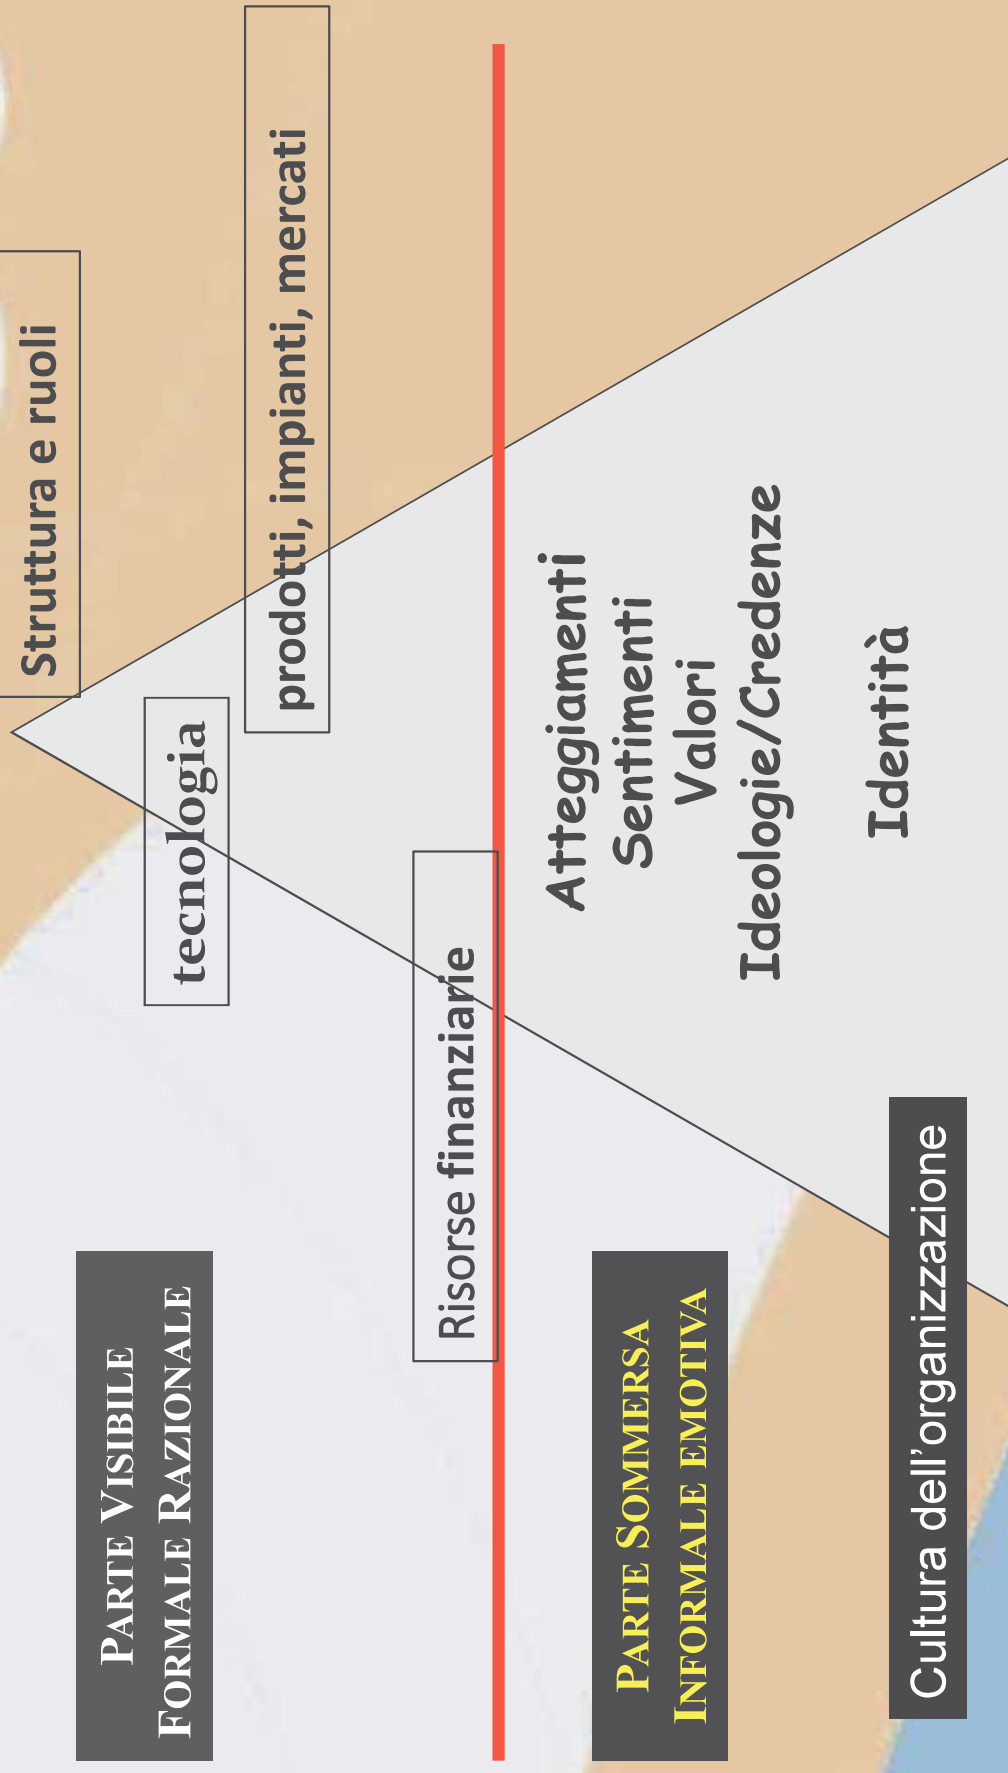 Struttura e ruoli
PARTE VISIBILE
FORMALE RAZIONALE
tecnologia
prodotti, impianti, mercati
Risorse finanziarie
Atteggiamenti
Sentimenti
Valori
Ideologie/Credenze
Identità
PARTE SOMMERSA
INFORMALE EMOTIVA
Cultura dell’organizzazione